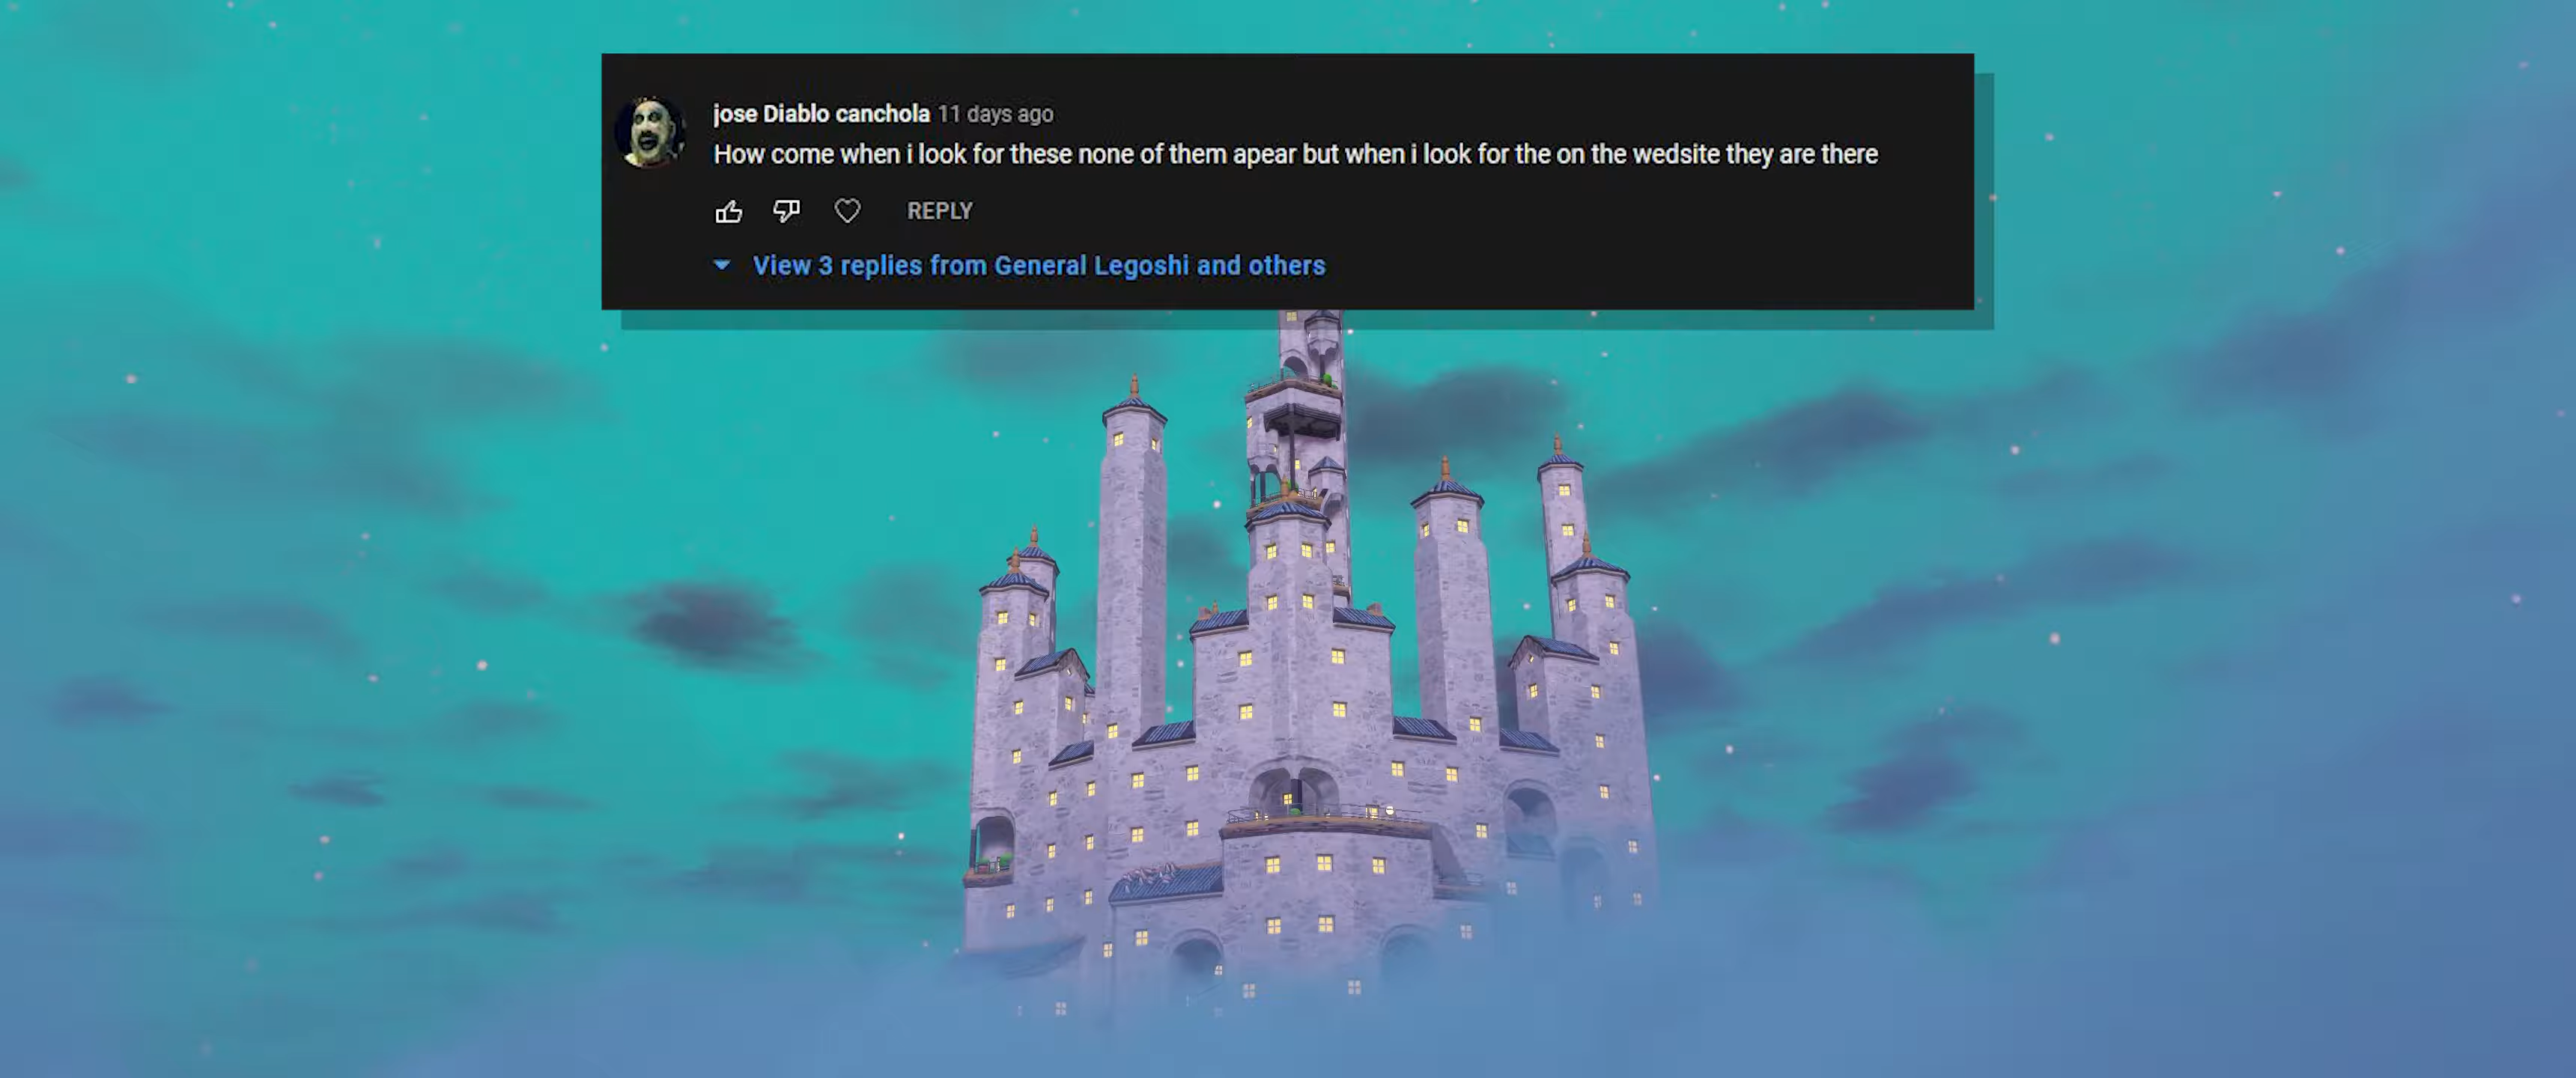 jose Diablo canchola 11 days ago
How come when i look for these none of them apear but when i look for the on the wedsite they are there
REPLY
View 3 replies from General Legoshi and others